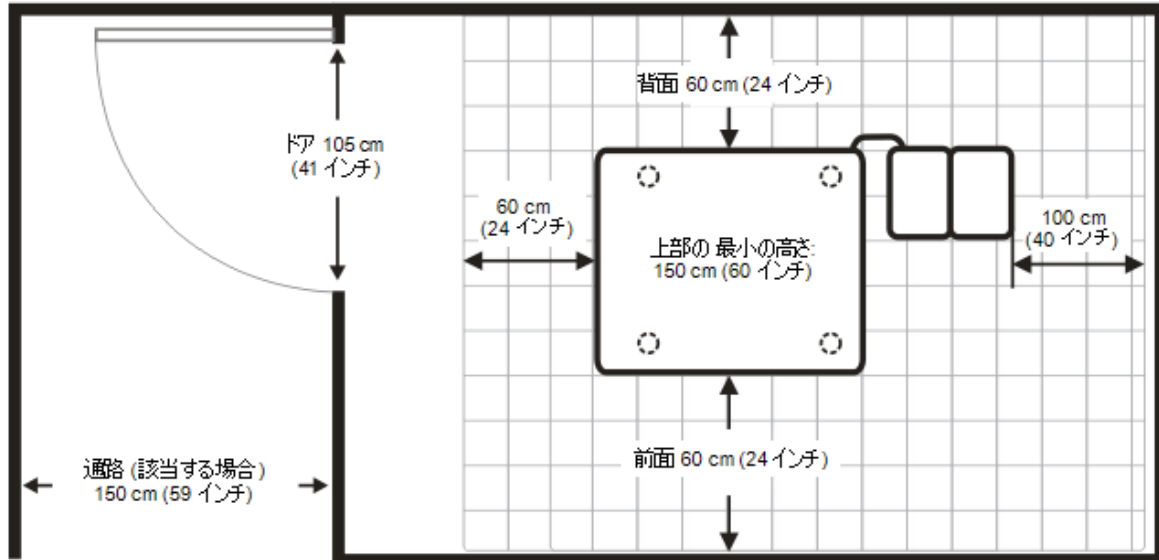 背面 60 cm (24 インチ)
ドア 105 cm
(41 インチ)
60 cm
(24 インチ)
上部の 最小の高さ:
150 cm (60 インチ)
100 cm
(40 インチ)
前面 60 cm (24 インチ)
通路 (該当する場合)
150 cm (59 インチ)